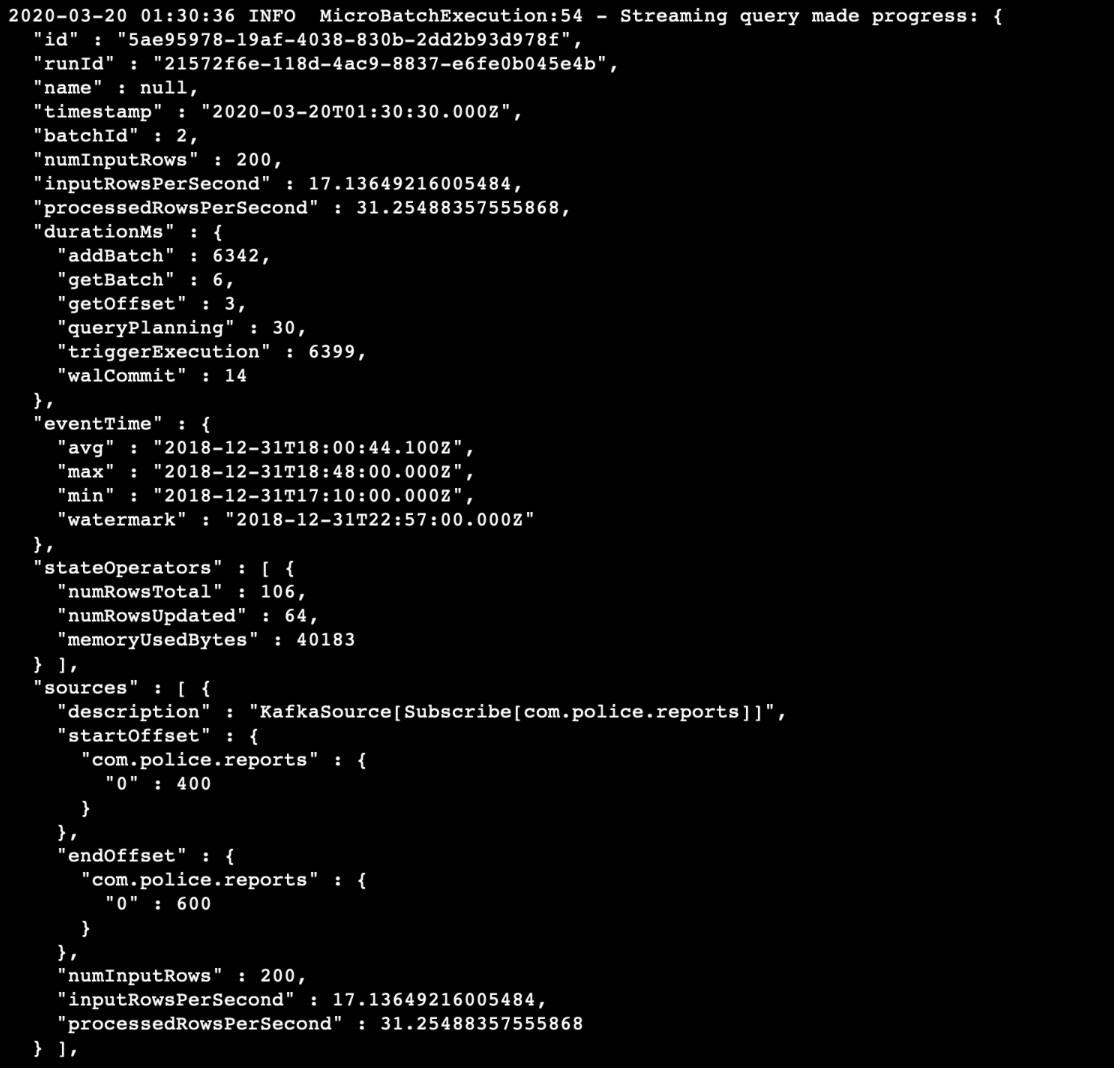 2020-03-20 01:30:36 INFO  MicroBatchExecution:54 - Streaming query made progress: {
  "id" : "5ae95978-19af-4038-830b-2dd2b93d978f",
  "runId" : "21572f6e-118d-4ac9-8837-e6fe0b045e4b",
  "name" : null,
  "timestamp" : "2020-03-20T01:30:30.000Z",
  "batchId" : 2,
  "numInputRows" : 200,
  "inputRowsPerSecond" : 17.13649216005484,
  "processedRowsPerSecond" : 31.25488357555868,
  "durationMs" : {
    "addBatch" : 6342,
    "getBatch" : 6,
    "getOffset" : 3,
    "queryPlanning" : 30,
    "triggerExecution" : 6399,
    "walCommit" : 14
  },
  "eventTime" : {
    "avg" : "2018-12-31T18:00:44.100Z",
    "max" : "2018-12-31T18:48:00.000Z",
    "min" : "2018-12-31T17:10:00.000Z",
    "watermark" : "2018-12-31T22:57:00.000Z"
  },
  "stateOperators" : [ {
    "numRowsTotal" : 106,
    "numRowsUpdated" : 64,
    "memoryUsedBytes" : 40183
  } ],
  "sources" : [ {
    "description" : "KafkaSource[Subscribe[com.police.reports]]",
    "startOffset" : {
      "com.police.reports" : {
        "0" : 400
      }
    },
    "endOffset" : {
      "com.police.reports" : {
        "0" : 600
      }
    },
    "numInputRows" : 200,
    "inputRowsPerSecond" : 17.13649216005484,
    "processedRowsPerSecond" : 31.25488357555868
  } ],